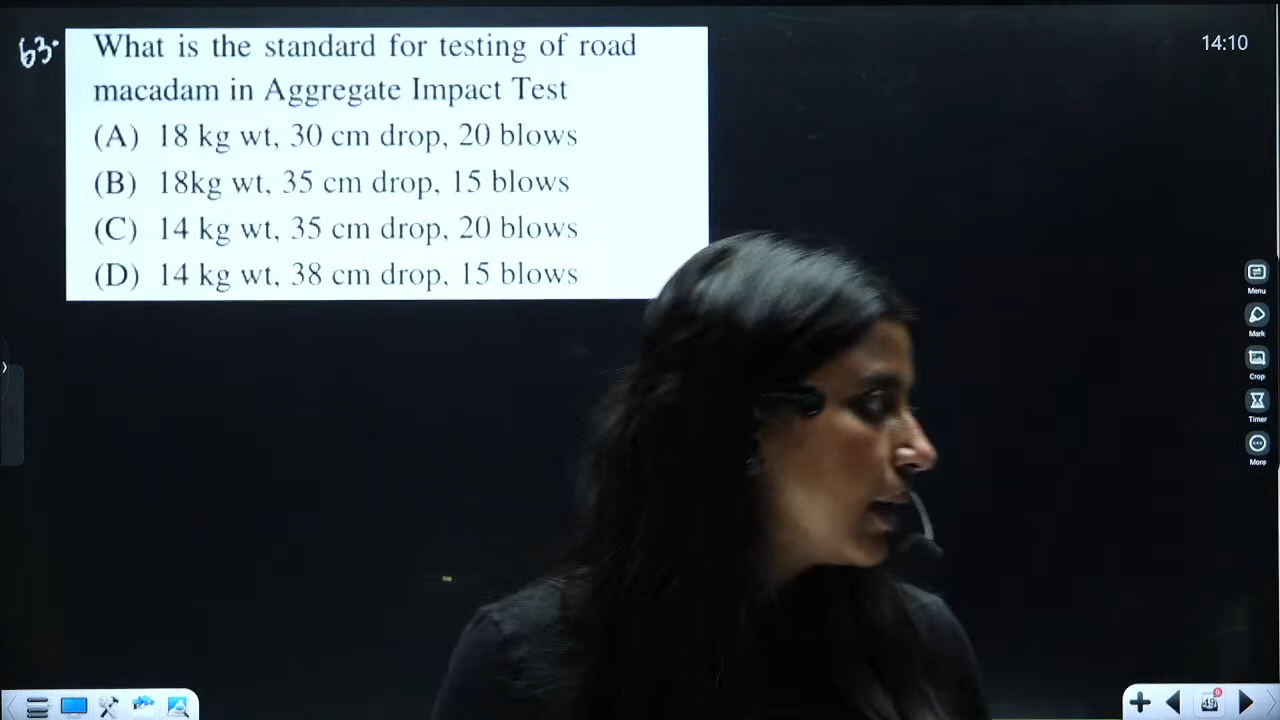 63.
What is the standard for testing of road
macadam in Aggregate Impact Test
(A) 18 kg wt, 30 cm drop, 20 blows
(B) 18kg wt, 35 cm drop, 15 blows
(C) 14 kg wt, 35 cm drop, 20 blows
(D) 14 kg wt, 38 cm drop, 15 blows
14:10
Menu
Mark
Crop
Timer
More
49